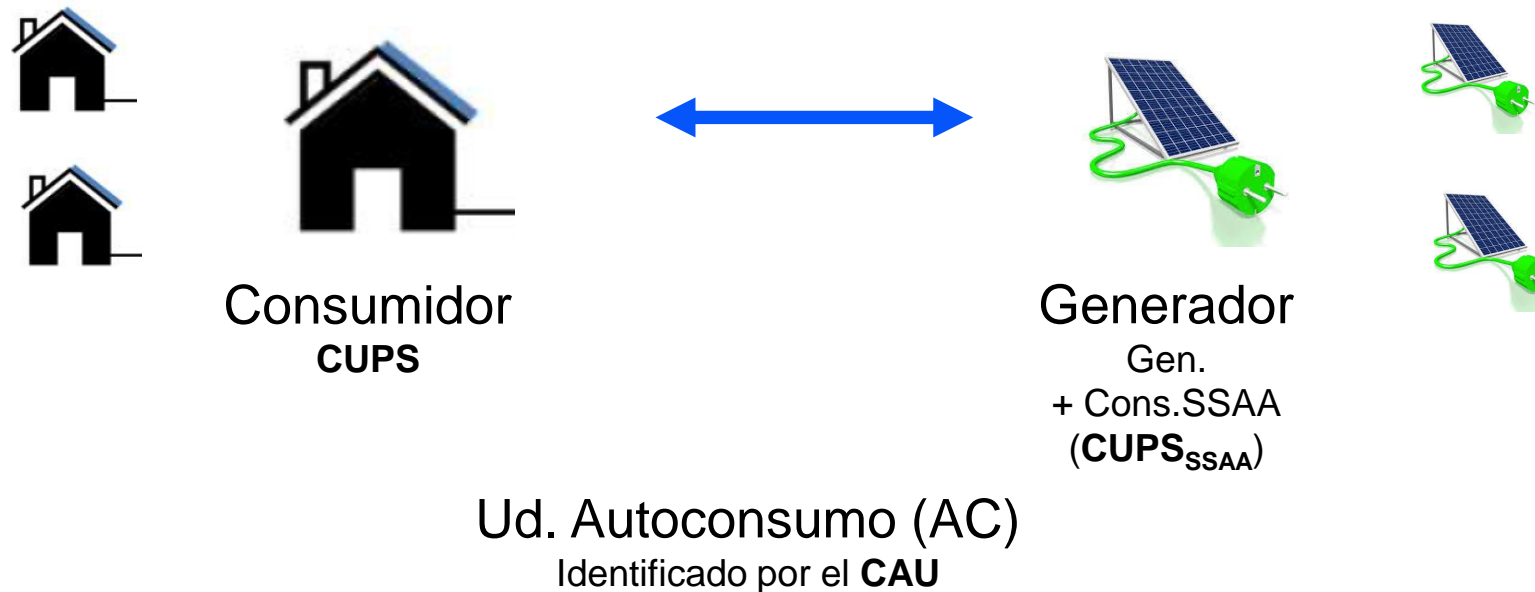 Consumidor
CUPS
Generador
Gen.
+ Cons.SSAA
(CUPSSSAA)
Ud. Autoconsumo (AC)
Identificado por el CAU